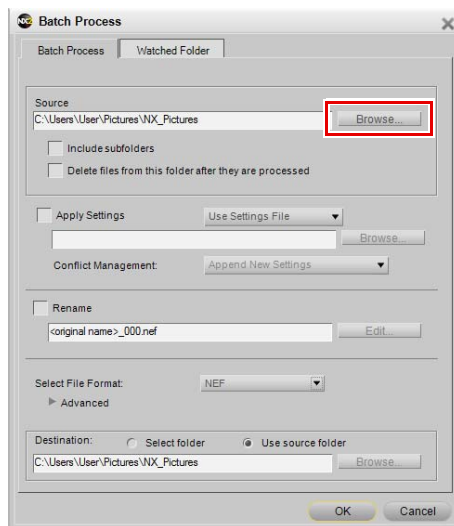 NX2 Batch Process
Batch Process Watched Folder
Source
C:\Users\User\Pictures\NX_Pictures Browse...
Include subfolders
Delete files from this folder after they are processed
Apply Settings Use Settings File
Browse...
Conflict Management: Append New Settings
Rename
<original name>_000.nef Edit...
Select File Format: NEF
Advanced
Destination: Select folder Use source folder
C:\Users\User\Pictures\NX_Pictures Browse...
OK Cancel